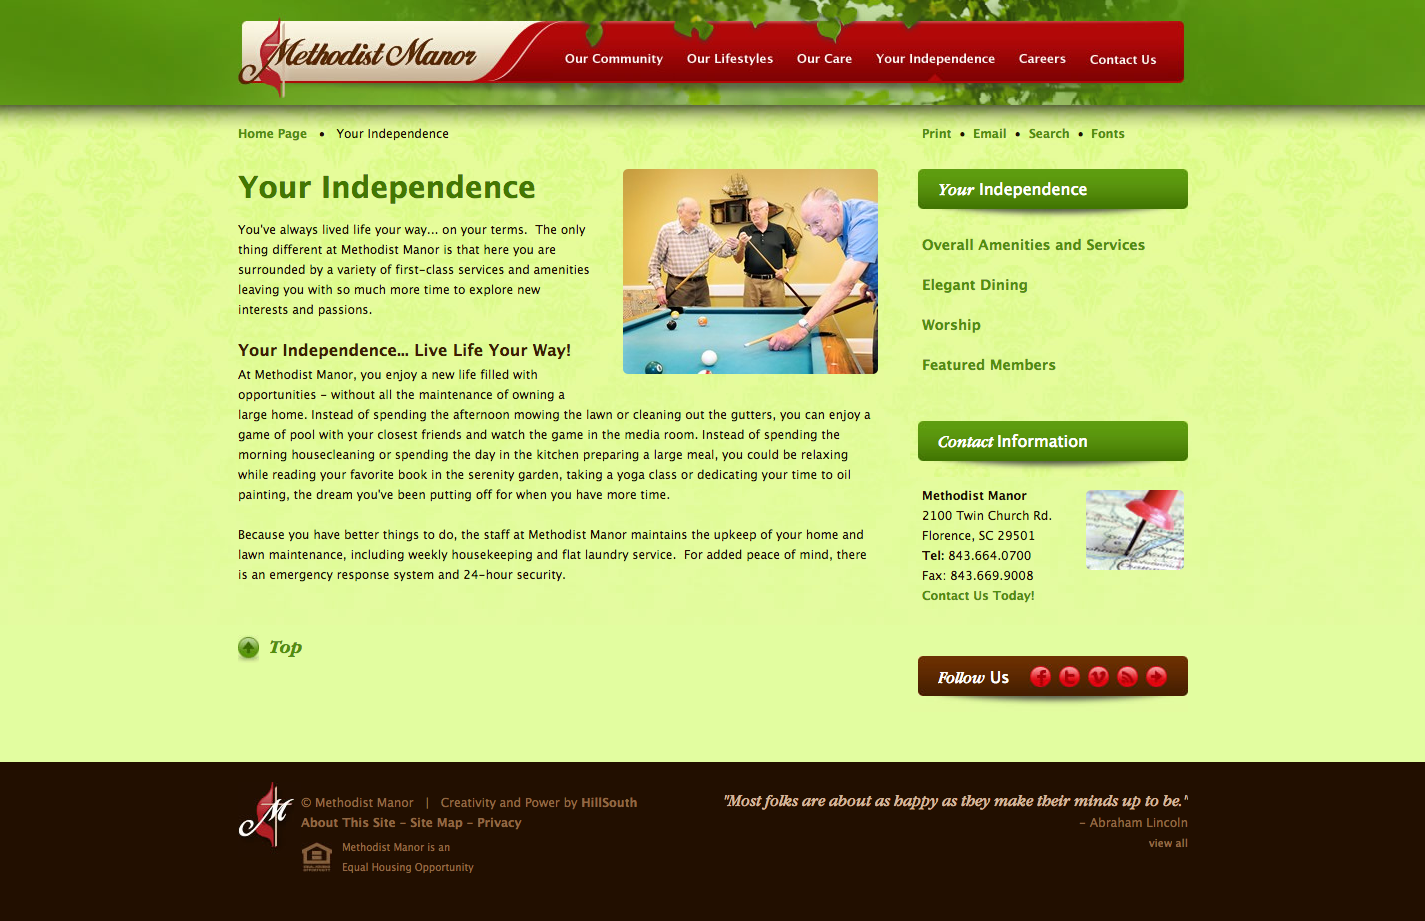 Methodist Manor
Our Community
Our Lifestyles
Our Care
Your Independence
Careers
Contact Us
Home Page • Your Independence
Print • Email • Search • Fonts
Your Independence
You've always lived life your way... on your terms.  The only
thing different at Methodist Manor is that here you are
surrounded by a variety of first-class services and amenities
leaving you with so much more time to explore new
interests and passions.
Your Independence... Live Life Your Way!
At Methodist Manor, you enjoy a new life filled with
opportunities - without all the maintenance of owning a
large home. Instead of spending the afternoon mowing the lawn or cleaning out the gutters, you can enjoy a
game of pool with your closest friends and watch the game in the media room. Instead of spending the
morning housecleaning or spending the day in the kitchen preparing a large meal, you could be relaxing
while reading your favorite book in the serenity garden, taking a yoga class or dedicating your time to oil
painting, the dream you've been putting off for when you have more time.
Because you have better things to do, the staff at Methodist Manor maintains the upkeep of your home and
lawn maintenance, including weekly housekeeping and flat laundry service.  For added peace of mind, there
is an emergency response system and 24-hour security.
Top
Your Independence
Overall Amenities and Services
Elegant Dining
Worship
Featured Members
Contact Information
Methodist Manor
2100 Twin Church Rd.
Florence, SC 29501
Tel: 843.664.0700
Fax: 843.669.9008
Contact Us Today!
Follow Us
M
© Methodist Manor | Creativity and Power by HillSouth
About This Site - Site Map - Privacy
Methodist Manor is an
Equal Housing Opportunity
"Most folks are about as happy as they make their minds up to be."
- Abraham Lincoln
view all